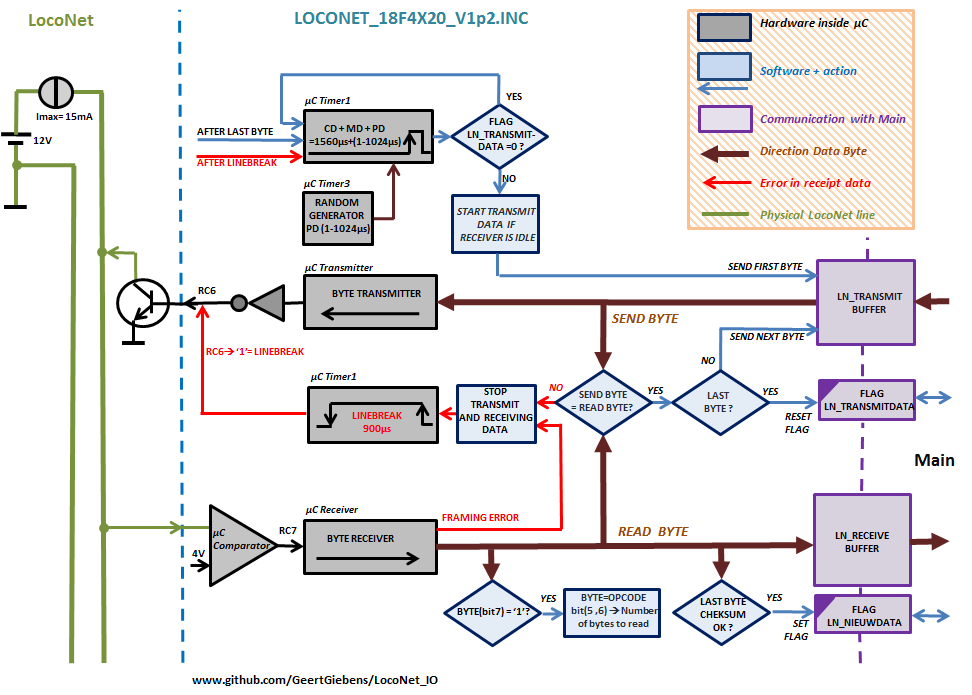 LocoNet
LOCONET_18F4X20_V1p2.INC
Hardware inside µC
Software + action
Communication with Main
Direction Data Byte
Error in receipt data
Physical LocoNet line
Imax= 15mA
12V
µC Timer1
YES
AFTER LAST BYTE
CD + MD + PD
=1560µs+(1-1024µs)
AFTER LINEBREAK
FLAG
LN_TRANSMIT-
DATA =0 ?
NO
µC Timer3
RANDOM
GENERATOR
PD (1-1024µs)
START TRANSMIT
DATA IF
RECEIVER IS IDLE
SEND FIRST BYTE
µC Transmitter
RC6
BYTE TRANSMITTER
LN_TRANSMIT
BUFFER
SEND BYTE
SEND NEXT BYTE
RC6→ ‘1’= LINEBREAK
NO
µC Timer1
LINEBREAK
900µs
STOP
TRANSMIT
AND RECEIVING
DATA
NO
SEND BYTE
= READ BYTE?
YES
LAST
BYTE ?
YES
RESET
FLAG
FLAG
LN_TRANSMITDATA
Main
µC Receiver
FRAMING ERROR
READ BYTE
µC
Comparator
4V
RC7
BYTE RECEIVER
LN_RECEIVE
BUFFER
BYTE(bit7) = ‘1’?
YES
BYTE=OPCODE
bit(5 ,6) → Number
of bytes to read
LAST BYTE
CHEKSUM
OK ?
YES
SET
FLAG
FLAG
LN_NIEUWDATA
www.github.com/GeertGiebens/LocoNet_IO